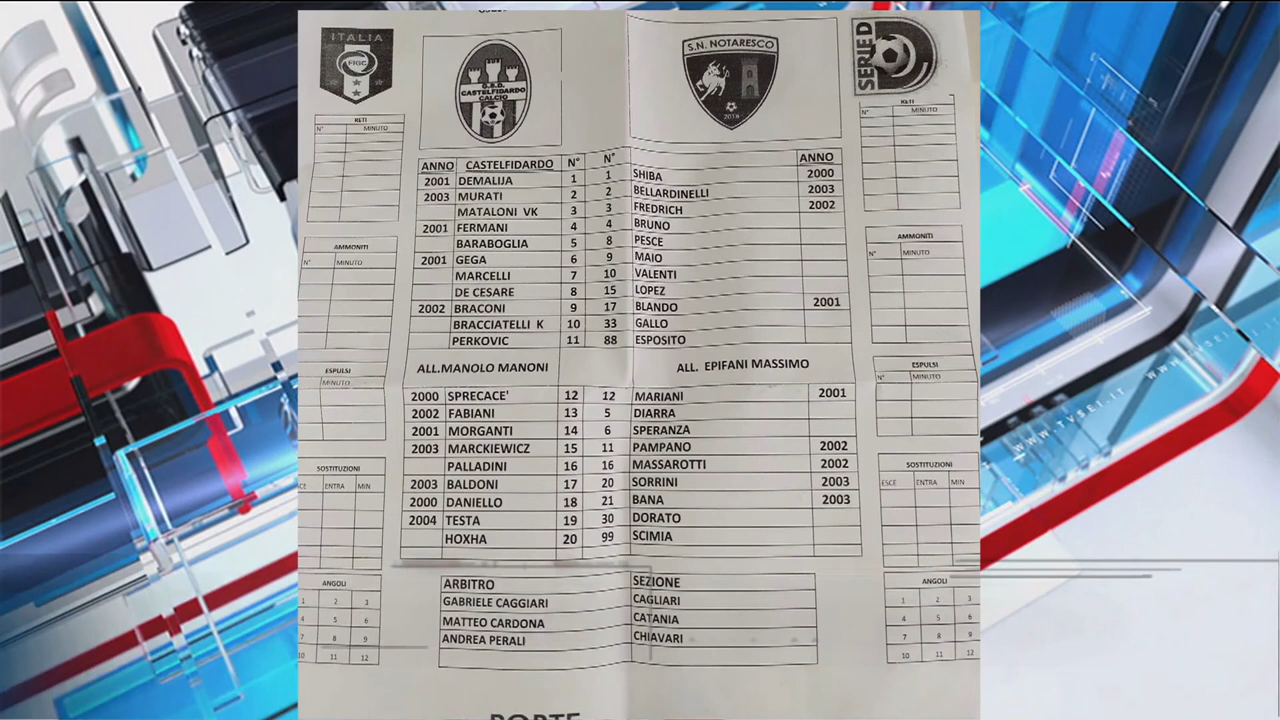 ITALIA
FIGC
G.S.D. CASTELFIDARDO CALCIO
S.N. NOTARESCO
2018
SERIE D
RETI
N° MINUTO
RETI
N° MINUTO
ANNO CASTELFIDARDO N° N° ANNO
2001 DEMALIJA 1 1 SHIBA 2000
2003 MURATI 2 2 BELLARDINELLI 2003
MATALONI VK 3 3 FREDRICH 2002
2001 FERMANI 4 4 BRUNO
BARABOGLIA 5 8 PESCE
2001 GEGA 6 9 MAIO
MARCELLI 7 10 VALENTI
DE CESARE 8 15 LOPEZ
2002 BRACONI 9 17 BLANDO 2001
BRACCIATELLI K 10 33 GALLO
PERKOVIC 11 88 ESPOSITO
AMMONITI
N° MINUTO
AMMONITI
N° MINUTO
ALL.MANOLO MANONI ALL. EPIFANI MASSIMO
ESPULSI
MINUTO
ESPULSI
N° MINUTO
2000 SPRECACE' 12 12 MARIANI 2001
2002 FABIANI 13 5 DIARRA
2001 MORGANTI 14 6 SPERANZA
2003 MARCKIEWICZ 15 11 PAMPANO 2002
PALLADINI 16 16 MASSAROTTI 2002
2003 BALDONI 17 20 SORRINI 2003
2000 DANIELLO 18 21 BANA 2003
2004 TESTA 19 30 DORATO
HOXHA 20 99 SCIMIA
SOSTITUZIONI
ENTRA MIN
SOSTITUZIONI
ESCE ENTRA MIN
ARBITRO SEZIONE
GABRIELE CAGGIARI CAGLIARI
MATTEO CARDONA CATANIA
ANDREA PERALI CHIAVARI
ANGOLI
1 2 3
4 5 6
7 8 9
10 11 12
ANGOLI
1 2 3
4 5 6
7 8 9
10 11 12
WWW.TVSEI.IT